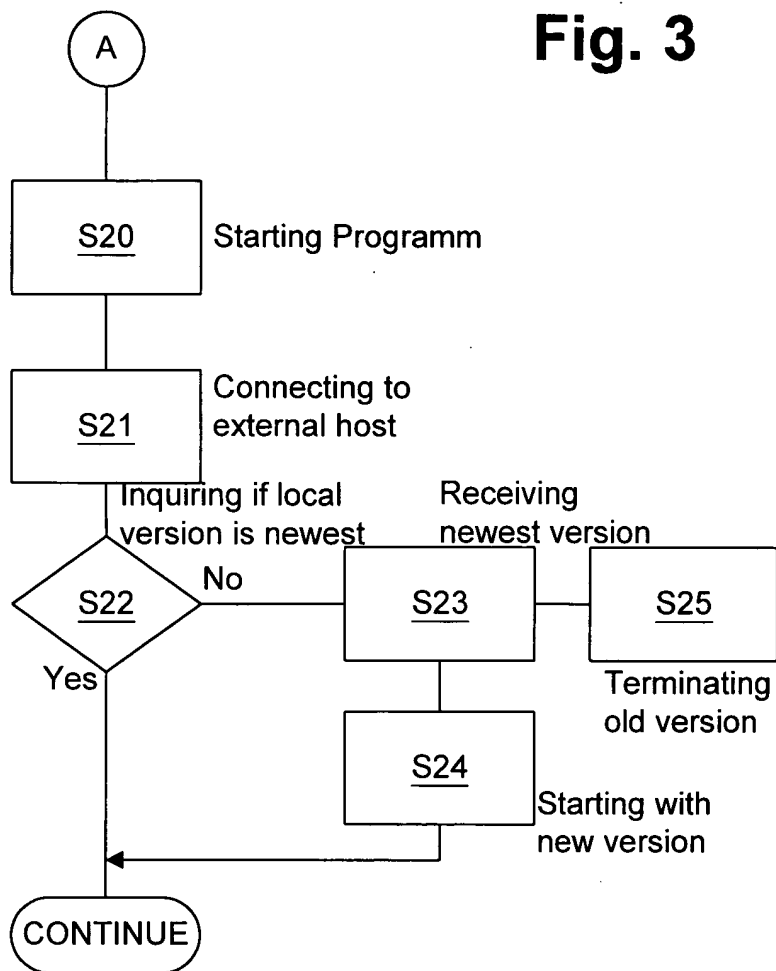 Fig. 3
A
S20
Starting Programm
S21
Connecting to
external host
Inquiring if local
version is newest
S22
No
Yes
Receiving
newest version
S23
S25
Terminating
old version
S24
Starting with
new version
CONTINUE